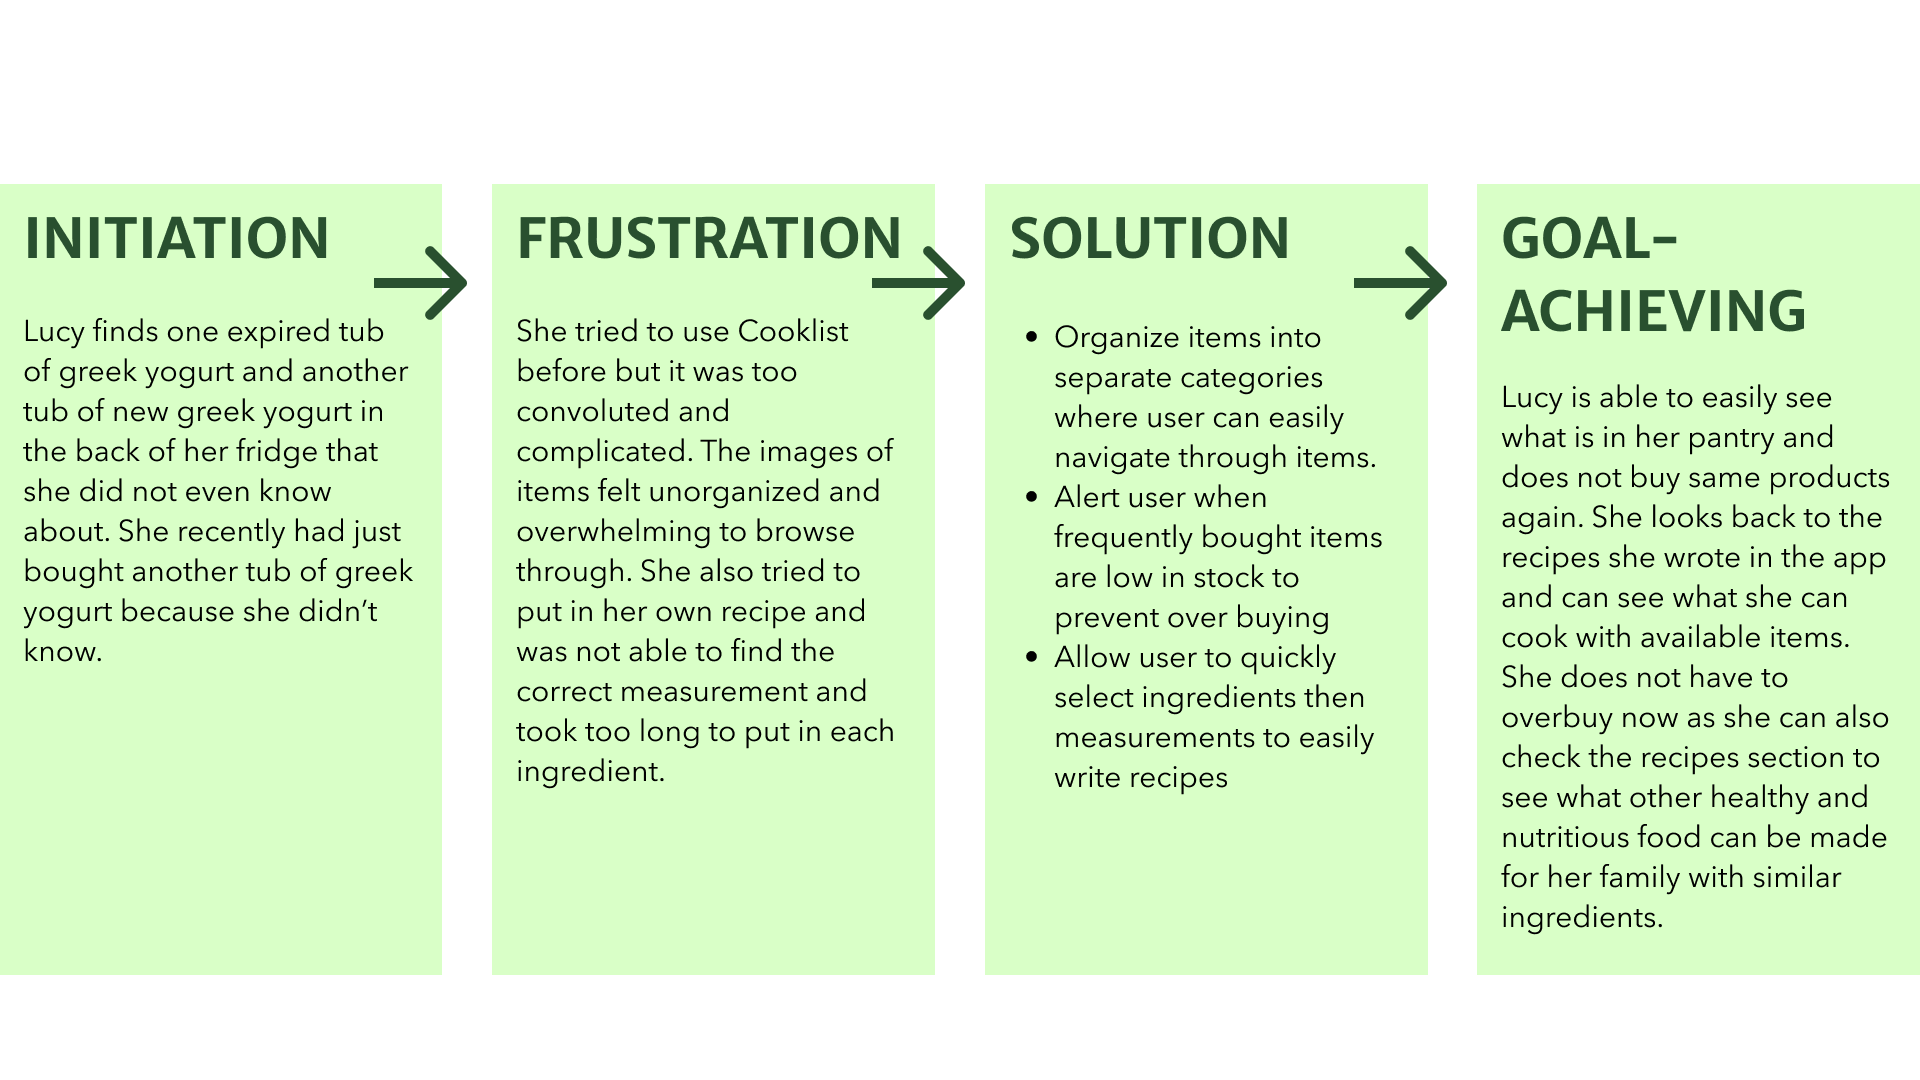 INITIATION
Lucy finds one expired tub
of greek yogurt and another
tub of new greek yogurt in
the back of her fridge that
she did not even know
about. She recently had just
bought another tub of greek
yogurt because she didn’t
know.
FRUSTRATION
She tried to use Cooklist
before but it was too
convoluted and
complicated. The images of
items felt unorganized and
overwhelming to browse
through. She also tried to
put in her own recipe and
was not able to find the
correct measurement and
took too long to put in each
ingredient.
SOLUTION
• Organize items into
separate categories
where user can easily
navigate through items.
• Alert user when
frequently bought items
are low in stock to
prevent over buying
• Allow user to quickly
select ingredients then
measurements to easily
write recipes
GOAL-
ACHIEVING
Lucy is able to easily see
what is in her pantry and
does not buy same products
again. She looks back to the
recipes she wrote in the app
and can see what she can
cook with available items.
She does not have to
overbuy now as she can also
check the recipes section to
see what other healthy and
nutritious food can be made
for her family with similar
ingredients.